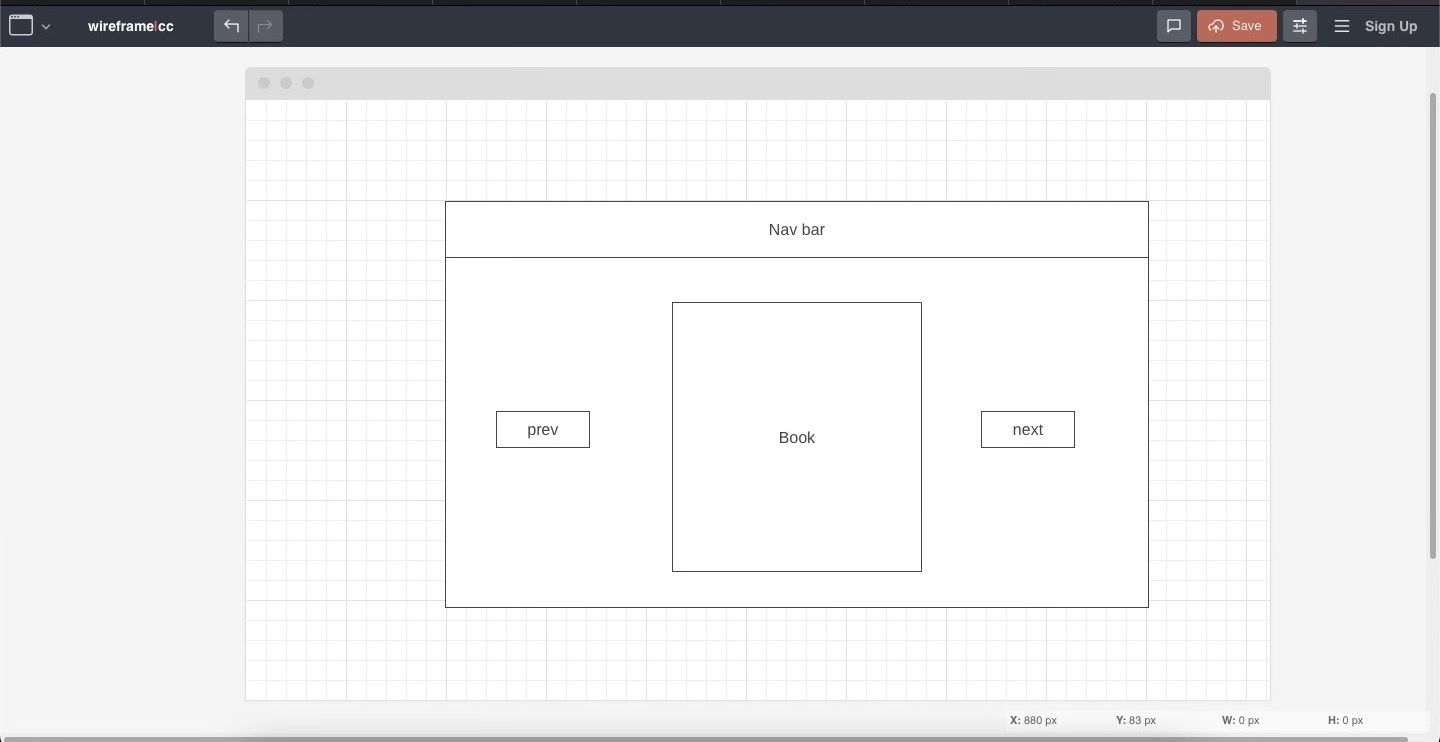 wireframe|cc
Save
Sign Up
Nav bar
prev
Book
next
X: 880 px Y: 83 px W: 0 px H: 0 px